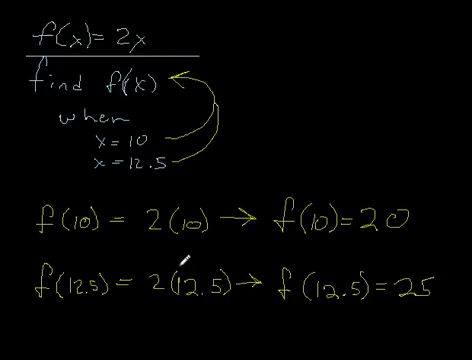 f(x) = 2x
find f(x)
when
x = 10
x = 12.5
f(10) = 2(10) → f(10) = 20
f(12.5) = 2(12.5) → f(12.5) = 25